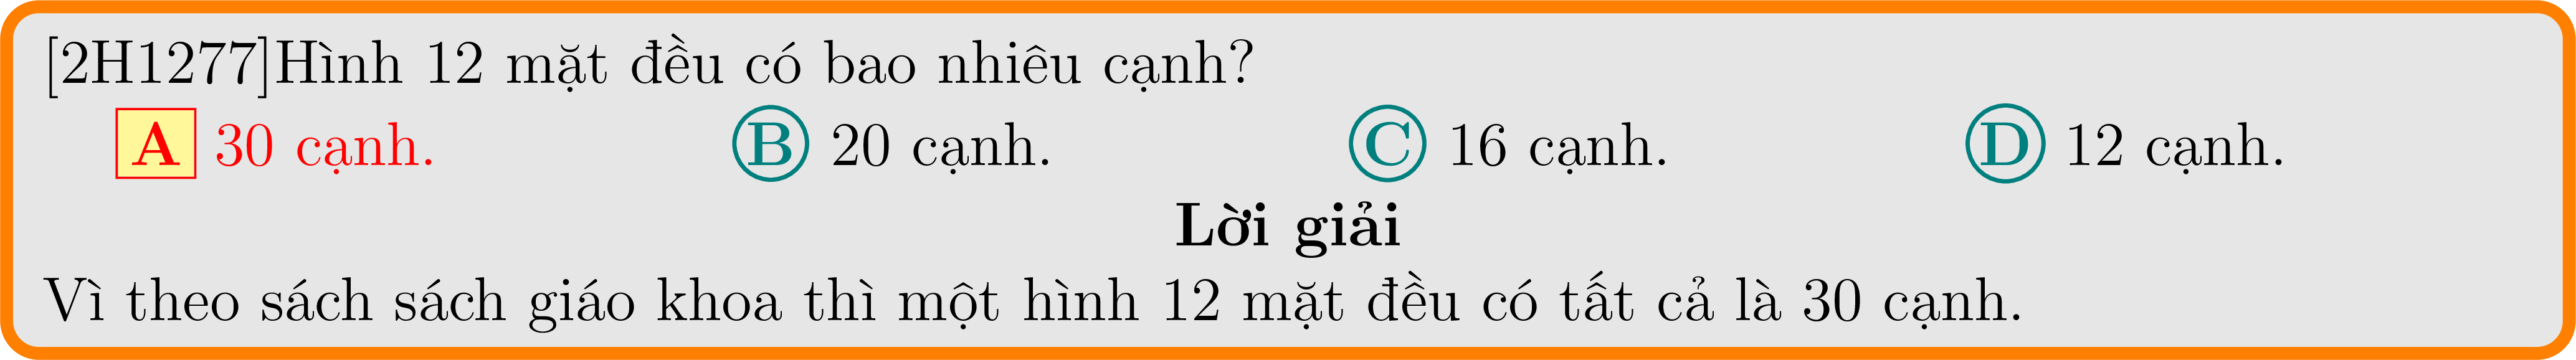 [2H1277]Hình 12 mặt đều có bao nhiêu cạnh?
A 30 cạnh. B 20 cạnh. C 16 cạnh. D 12 cạnh.
Lời giải
Vì theo sách sách giáo khoa thì một hình 12 mặt đều có tất cả là 30 cạnh.